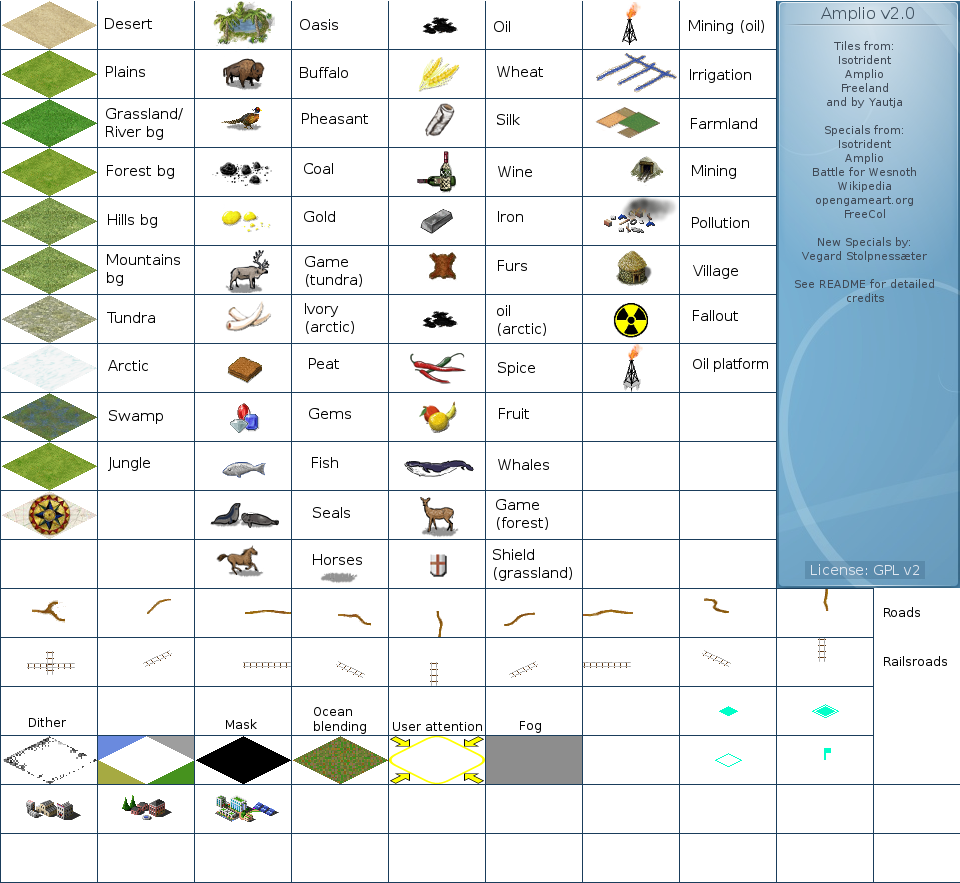 Desert
Oasis
Oil
Mining (oil)
Plains
Buffalo
Wheat
Irrigation
Grassland/
River bg
Pheasant
Silk
Farmland
Forest bg
Coal
Wine
Mining
Hills bg
Gold
Iron
Pollution
Mountains
bg
Game
(tundra)
Furs
Village
Tundra
Ivory
(arctic)
oil
(arctic)
Fallout
Arctic
Peat
Spice
Oil platform
Swamp
Gems
Fruit
Jungle
Fish
Whales
Seals
Game
(forest)
Horses
Shield
(grassland)
Amplio v2.0
Tiles from:
Isotrident
Amplio
Freeland
and by Yautja
Specials from:
Isotrident
Amplio
Battle for Wesnoth
Wikipedia
opengameart.org
FreeCol
New Specials by:
Vegard Stolpnessæter
See README for detailed
credits
License: GPL v2
Roads
Railsroads
Dither
Mask
Ocean
blending
User attention
Fog